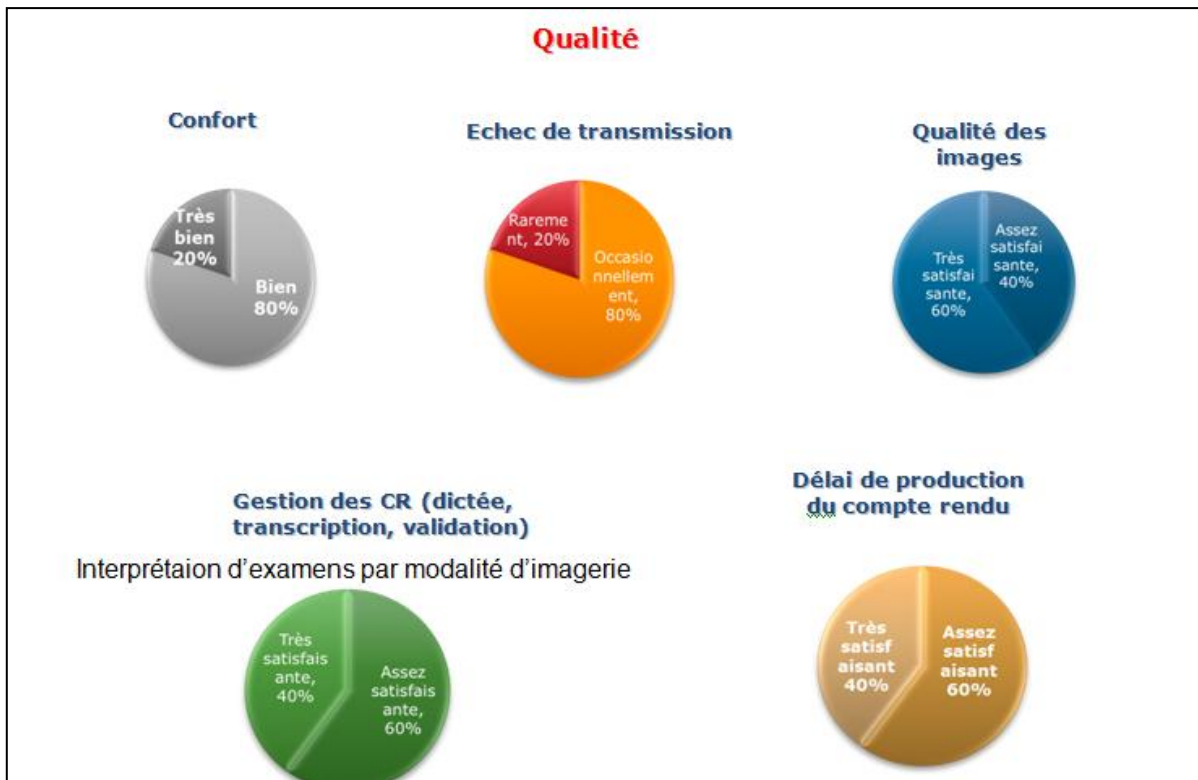 Qualité
Confort
Très
bien
20%
Bien
80%
Echec de transmission
Rareme
nt, 20%
Occasio
nnellem
ent,
80%
Qualité des
images
Très
satisfai
sante,
60%
Assez
satisfai
sante,
40%
Gestion des CR (dictée,
transcription, validation)
Interprétaion d'examens par modalité d'imagerie
Très
satisfais
ante,
40%
Assez
satisfais
ante,
60%
Délai de production
du compte rendu
Très
satisf
aisant
40%
Assez
satisf
aisant
60%